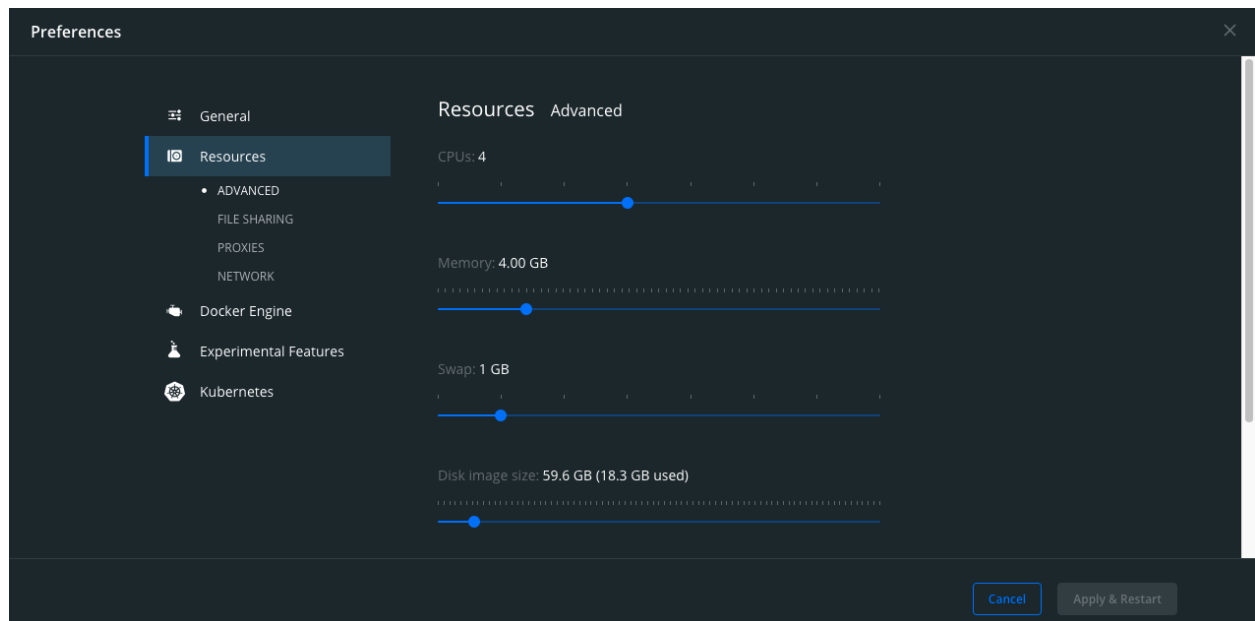 Preferences
General
Resources
ADVANCED
FILE SHARING
PROXIES
NETWORK
Docker Engine
Experimental Features
Kubernetes
Resources Advanced
CPUs: 4
Memory: 4.00 GB
Swap: 1 GB
Disk image size: 59.6 GB (18.3 GB used)
Cancel
Apply & Restart